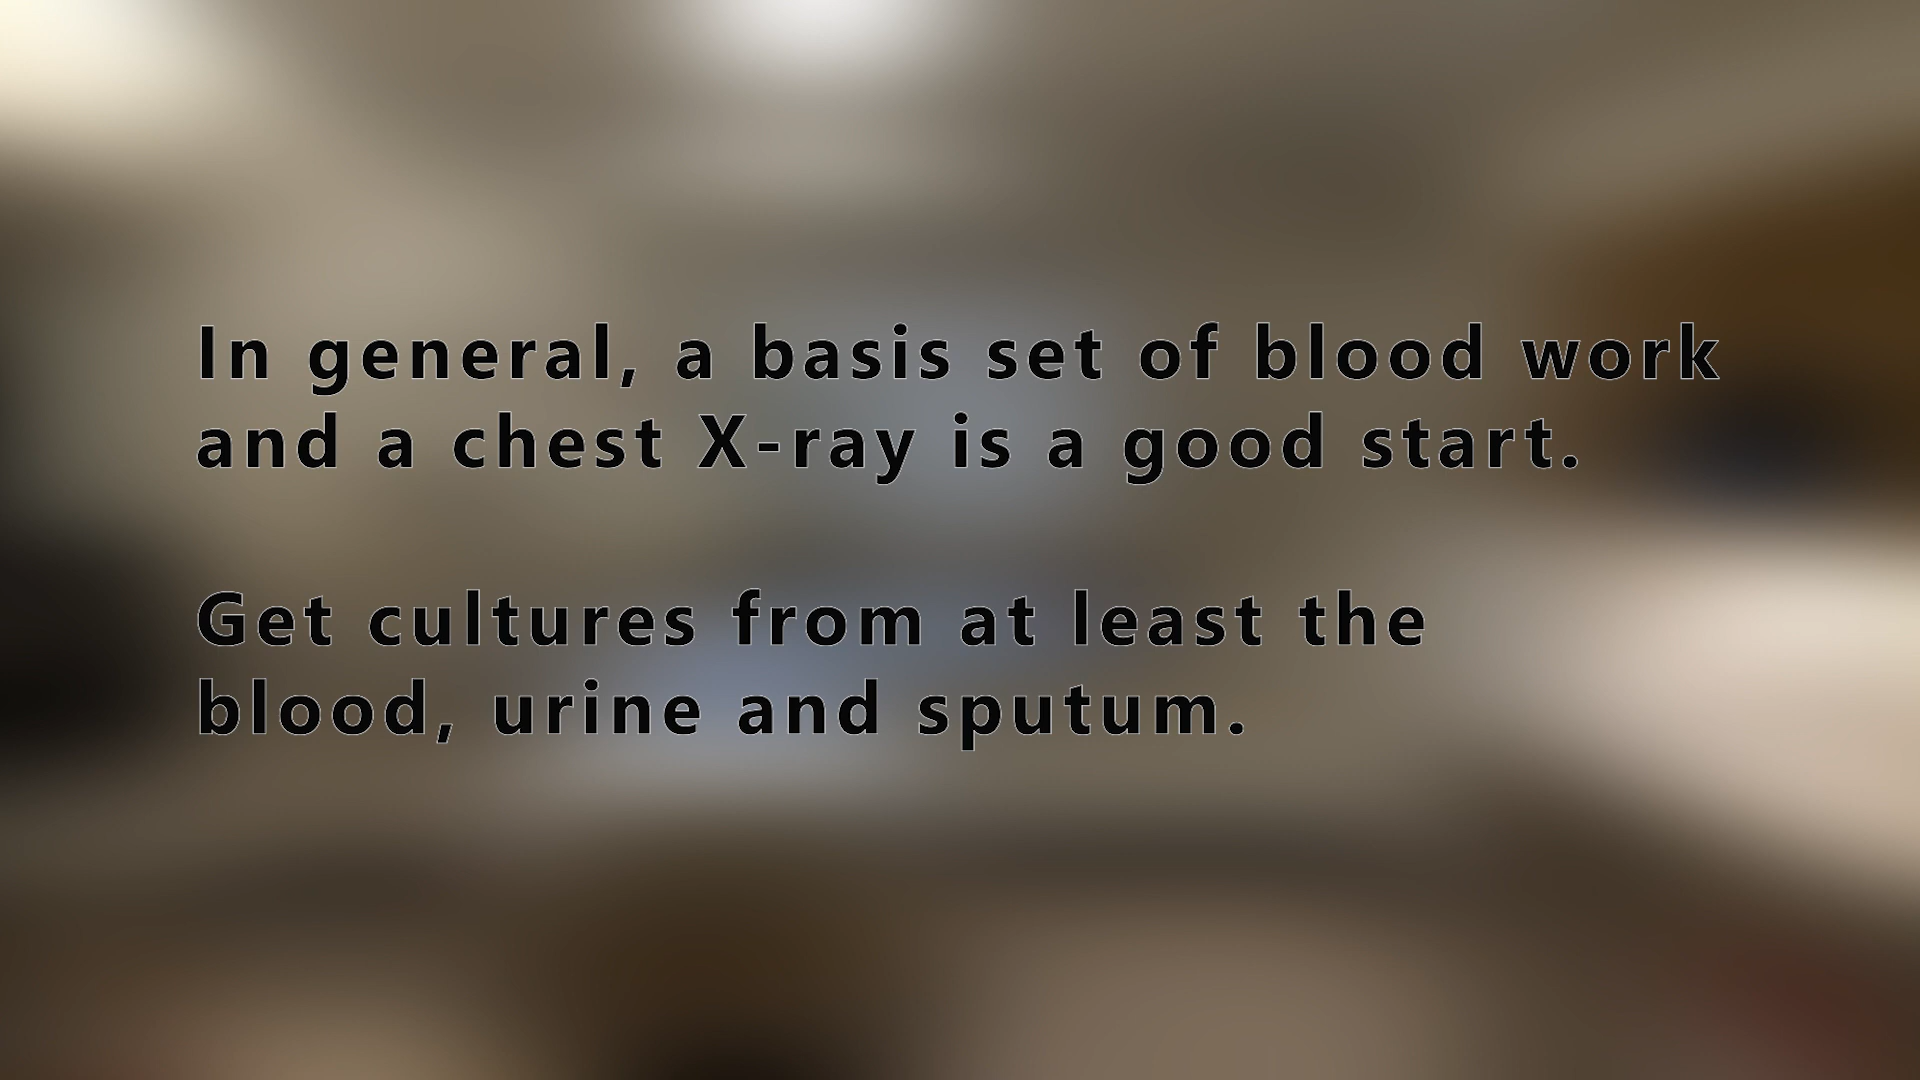 In general, a basis set of blood work
and a chest X-ray is a good start.
Get cultures from at least the
blood, urine and sputum.